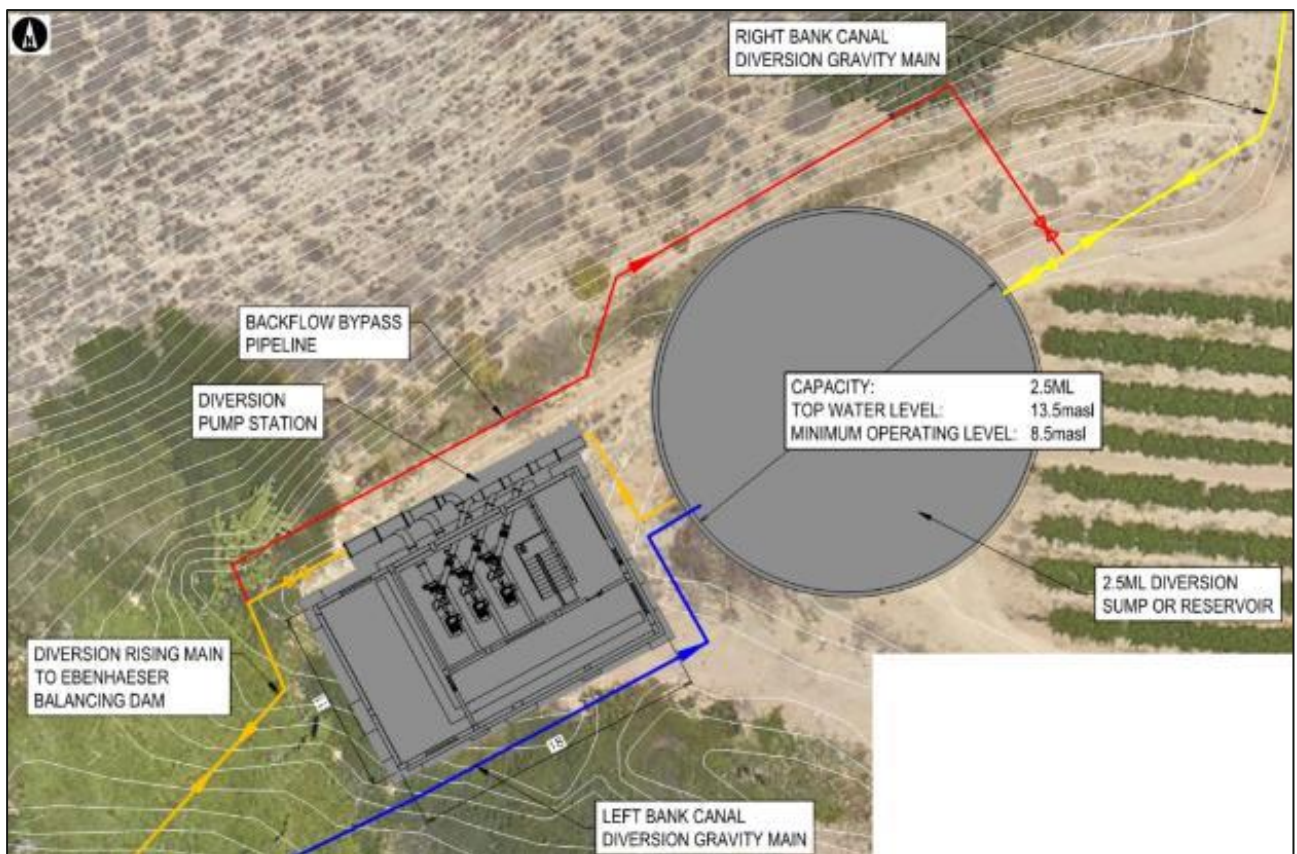 N
RIGHT BANK CANAL
DIVERSION GRAVITY MAIN
BACKFLOW BYPASS
PIPELINE
DIVERSION
PUMP STATION
CAPACITY: 2.5ML
TOP WATER LEVEL: 13.5masl
MINIMUM OPERATING LEVEL: 8.5masl
2.5ML DIVERSION
SUMP OR RESERVOIR
DIVERSION RISING MAIN
TO EBENHAESER
BALANCING DAM
11
18
LEFT BANK CANAL
DIVERSION GRAVITY MAIN